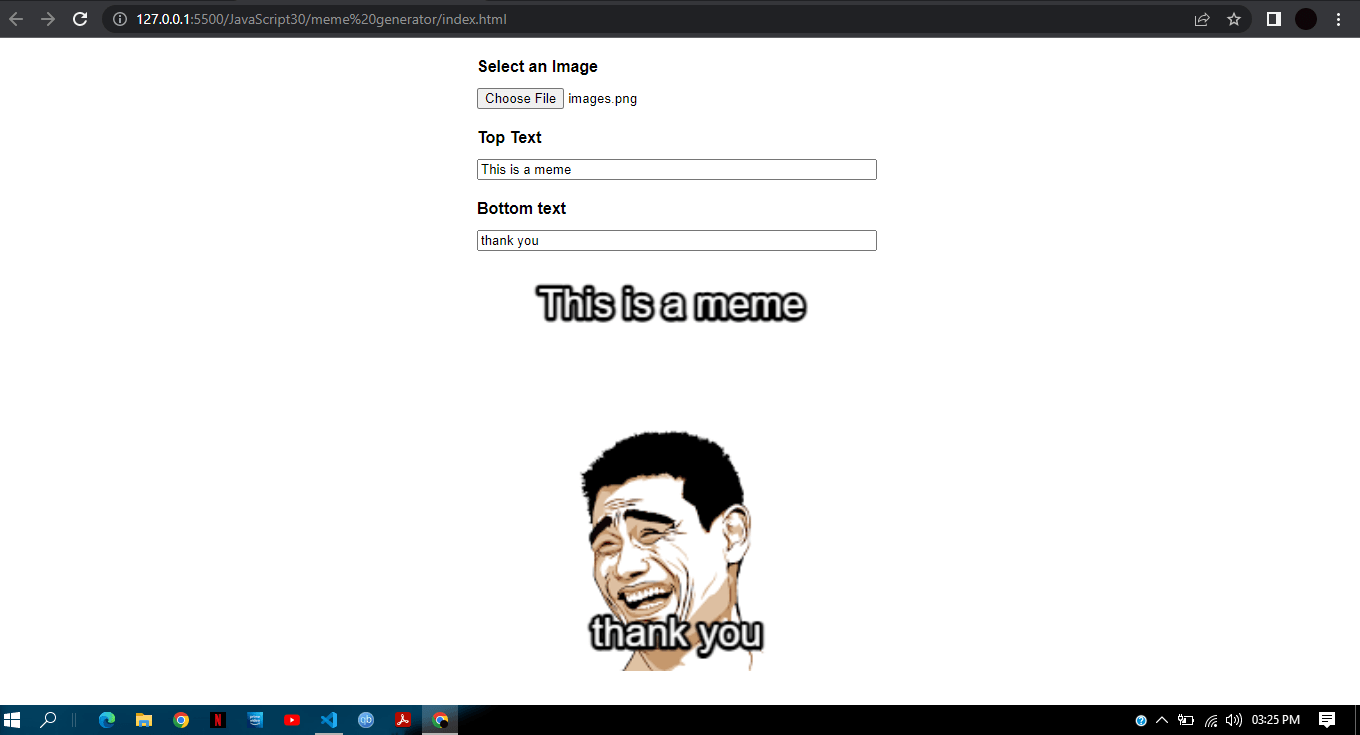 127.0.0.1:5500/JavaScript30/meme%20generator/index.html
Select an Image
Choose File images.png
Top Text
This is a meme
Bottom text
thank you
This is a meme
thank you
03:25 PM